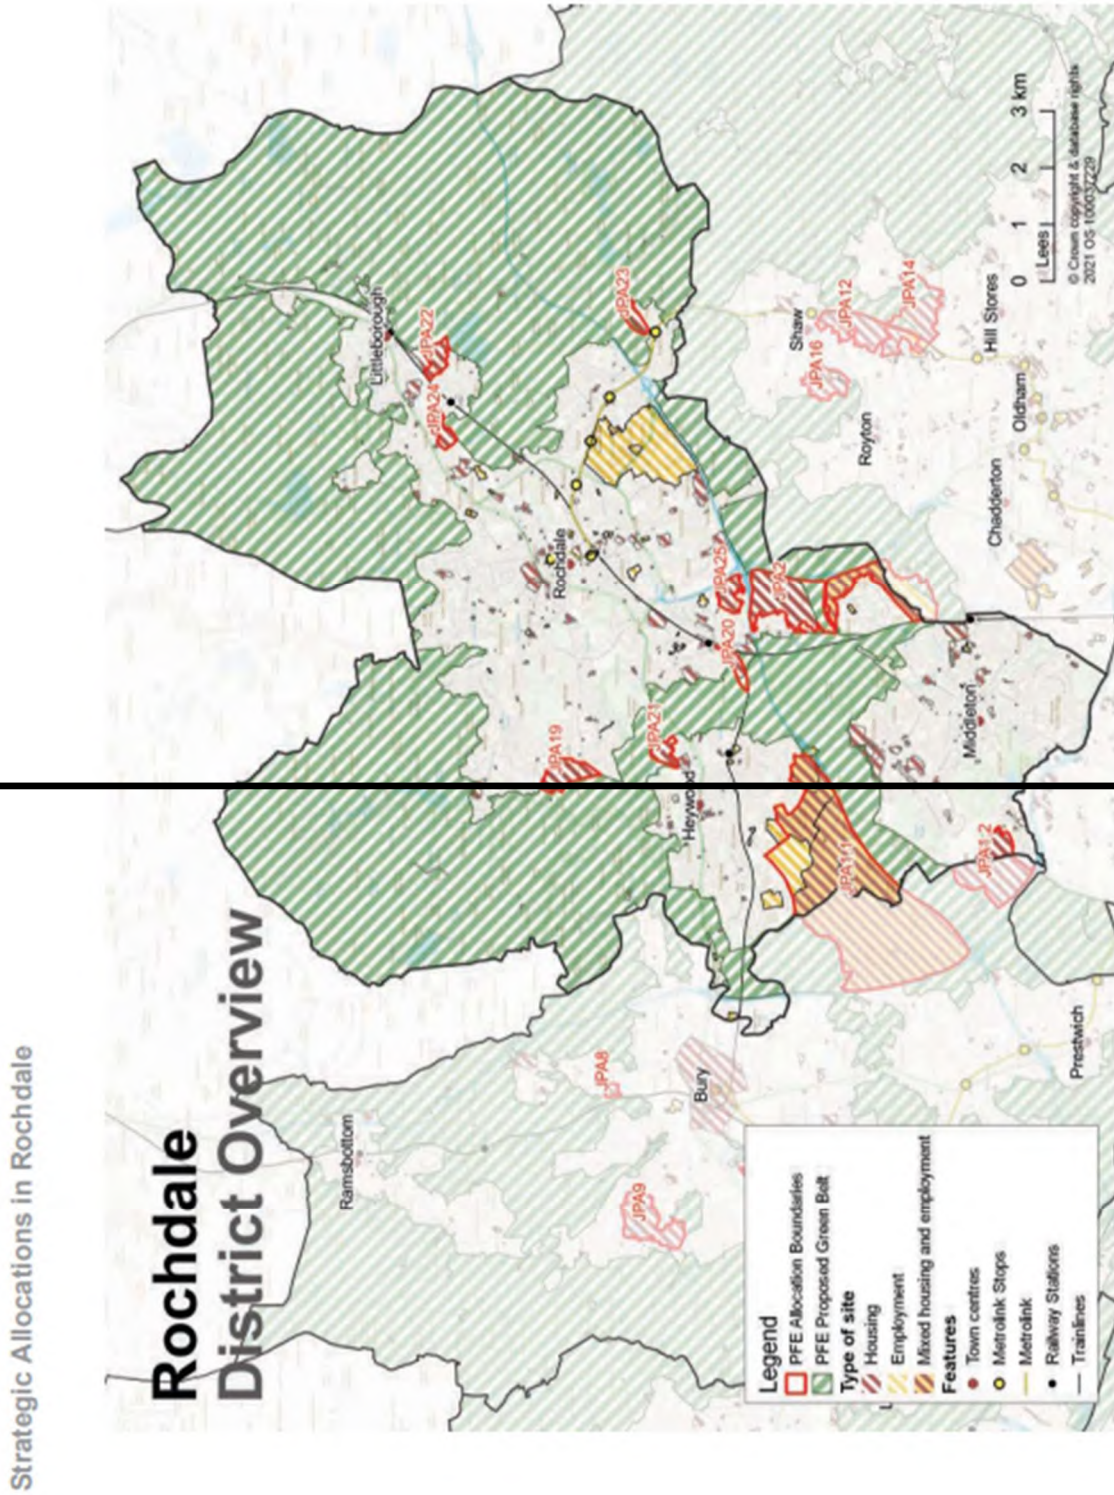 Strategic Allocations in Rochdale
Rochdale
District Overview
Ramsbottom
Littleborough
JPA22
JPA24
JPA23
Rochdale
JPA19
JPA21
JPA25
JPA20
JPA2
Heywood
JPA8
JPA9
Bury
JPA1.1
JPA1.2
Middleton
Prestwich
Shaw
JPA12
JPA14
JPA16
Royton
Hill Stores
Oldham
Chadderton
Lees
0 1 2 3 km
© Crown copyright & database rights
2021 OS 100037229
Legend
PFE Allocation Boundaries
PFE Proposed Green Belt
Type of site
Housing
Employment
Mixed housing and employment
Features
Town centres
Metrolink Stops
Metrolink
Railway Stations
Trainlines